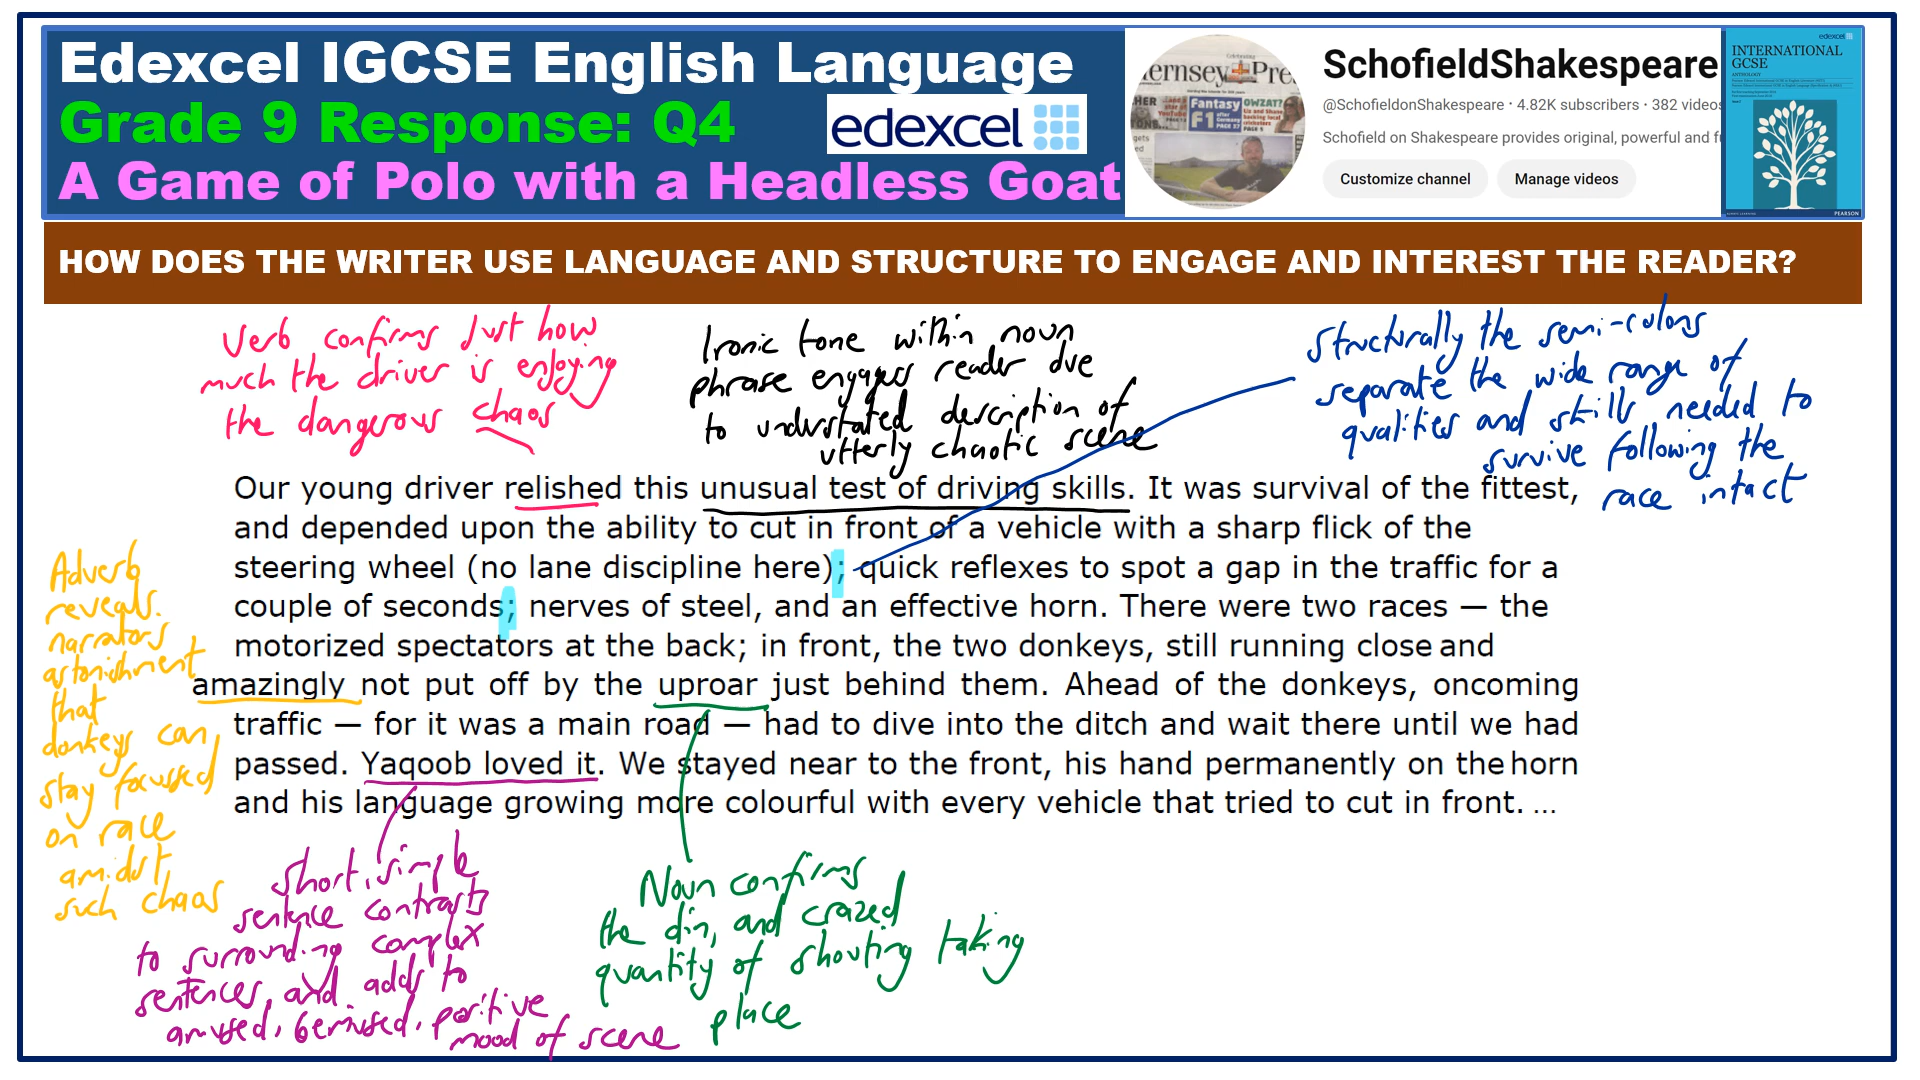 Edexcel IGCSE English Language
Grade 9 Response: Q4
edexcel
A Game of Polo with a Headless Goat
ernsey Pre
Fantasy
F1
OWZAT?
SchofieldShakespeare
@SchofieldonShakespeare · 4.82K subscribers · 382 videos
Schofield on Shakespeare provides original, powerful and fu
Customize channel
Manage videos
edexcel
INTERNATIONAL
GCSE
ANTHOLOGY
PEARSON
HOW DOES THE WRITER USE LANGUAGE AND STRUCTURE TO ENGAGE AND INTEREST THE READER?
Verb confirms just how
much the driver is enjoying
the dangerous chaos
Ironic tone within noun
phrase engages reader due
to understated description of
utterly chaotic scene
Structurally the semi-colons
separate the wide range of
qualities and skills needed to
survive following the
race intact
Our young driver relished this unusual test of driving skills. It was survival of the fittest,
and depended upon the ability to cut in front of a vehicle with a sharp flick of the
steering wheel (no lane discipline here); quick reflexes to spot a gap in the traffic for a
couple of seconds; nerves of steel, and an effective horn. There were two races — the
motorized spectators at the back; in front, the two donkeys, still running close and
amazingly not put off by the uproar just behind them. Ahead of the donkeys, oncoming
traffic — for it was a main road — had to dive into the ditch and wait there until we had
passed. Yaqoob loved it. We stayed near to the front, his hand permanently on the horn
and his language growing more colourful with every vehicle that tried to cut in front. ...
Adverb
reveals
narrators
astonishment
that
donkeys can
stay focussed
on race
amidst
such chaos
Short, simple
sentence contrasts
to surrounding complex
sentences, and adds to
amused, bemused, positive
mood of scene
Noun confirms
the din, and crazed
quantity of shouting taking
place